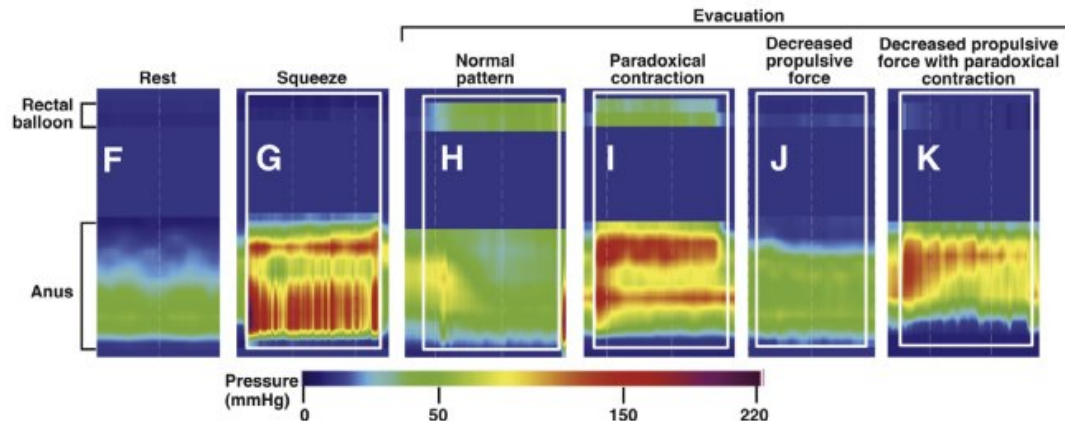 Evacuation
Rest
Squeeze
Normal
pattern
Paradoxical
contraction
Decreased
propulsive
force
Decreased propulsive
force with paradoxical
contraction
Rectal
balloon
F
G
H
I
J
K
Anus
Pressure
(mmHg)
0
50
150
220